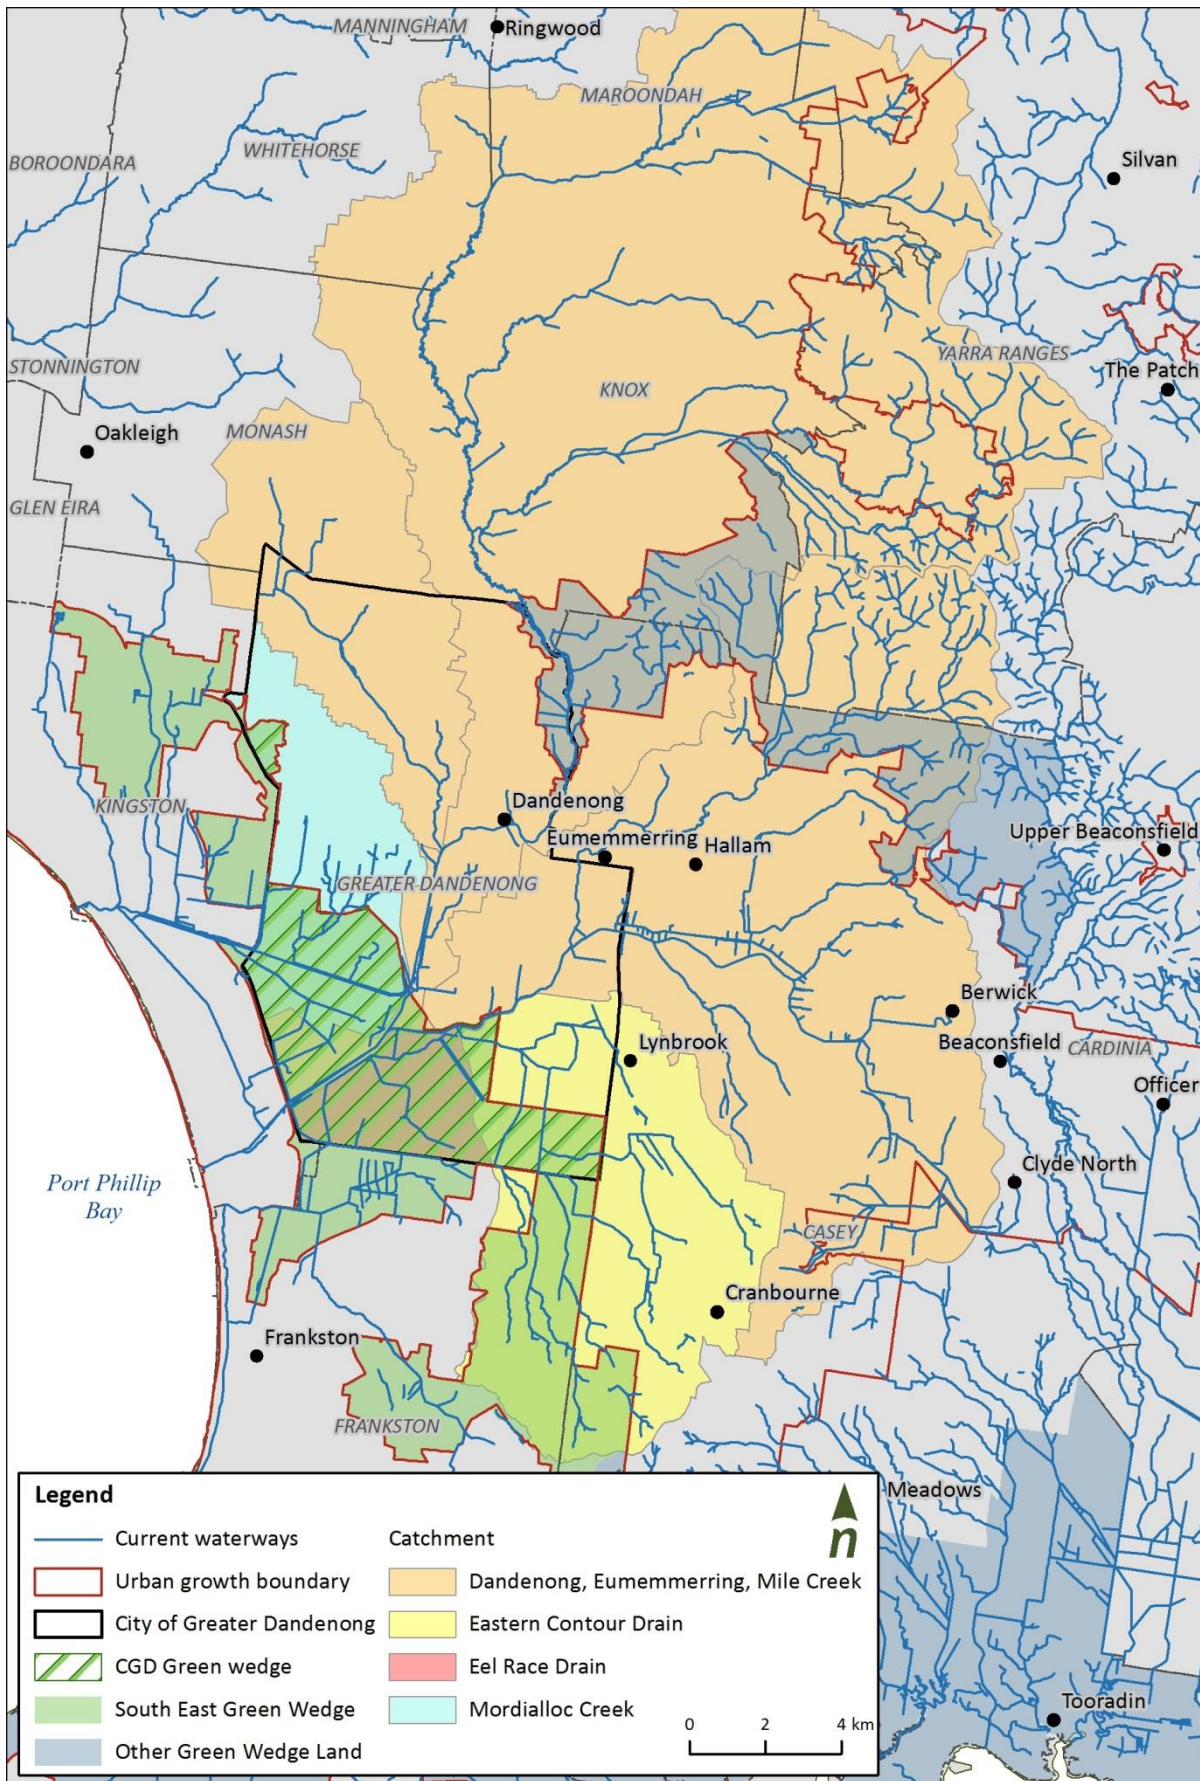 MANNINGHAM
Ringwood
MAROONDAH
WHITEHORSE
BOROONDARA
Silvan
YARRA RANGES
STONNINGTON
The Patch
KNOX
MONASH
Oakleigh
GLEN EIRA
KINGSTON
Dandenong
Eumemmerring
Hallam
Upper Beaconsfield
GREATER DANDENONG
Berwick
Lynbrook
Beaconsfield
CARDINIA
Officer
Port Phillip
Bay
Clyde North
CASEY
Cranbourne
Frankston
FRANKSTON
Meadows
Tooradin
Legend
Current waterways
Urban growth boundary
City of Greater Dandenong
CGD Green wedge
South East Green Wedge
Other Green Wedge Land
Catchment
Dandenong, Eumemmerring, Mile Creek
Eastern Contour Drain
Eel Race Drain
Mordialloc Creek
n
0 2 4 km